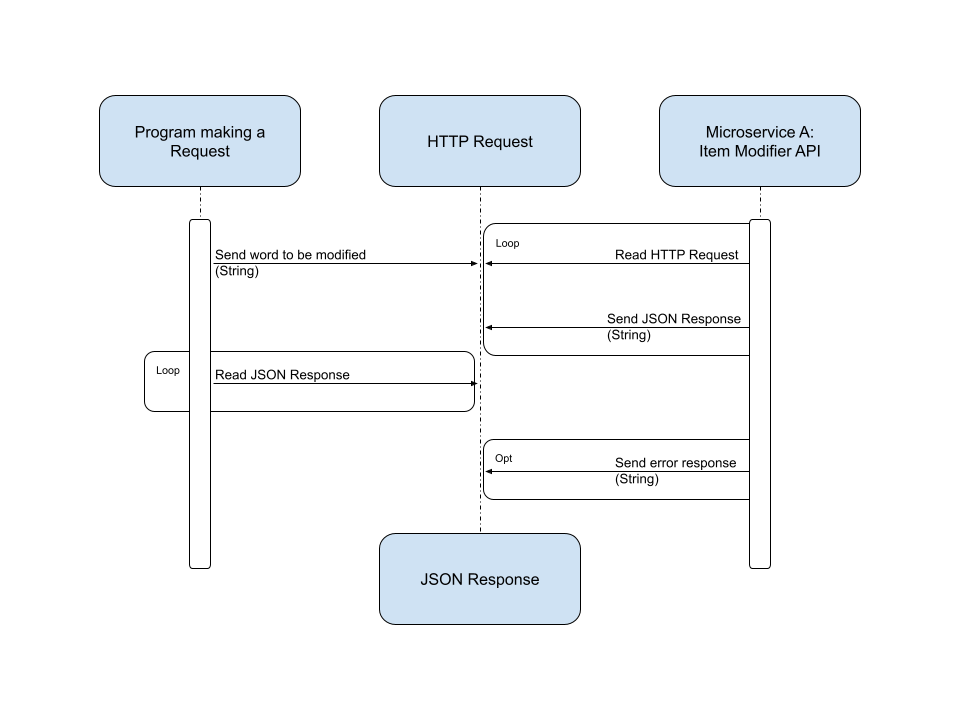 Program making a
Request
HTTP Request
Microservice A:
Item Modifier API
Loop
Send word to be modified
(String)
Read HTTP Request
Send JSON Response
(String)
Loop
Read JSON Response
Opt
Send error response
(String)
JSON Response